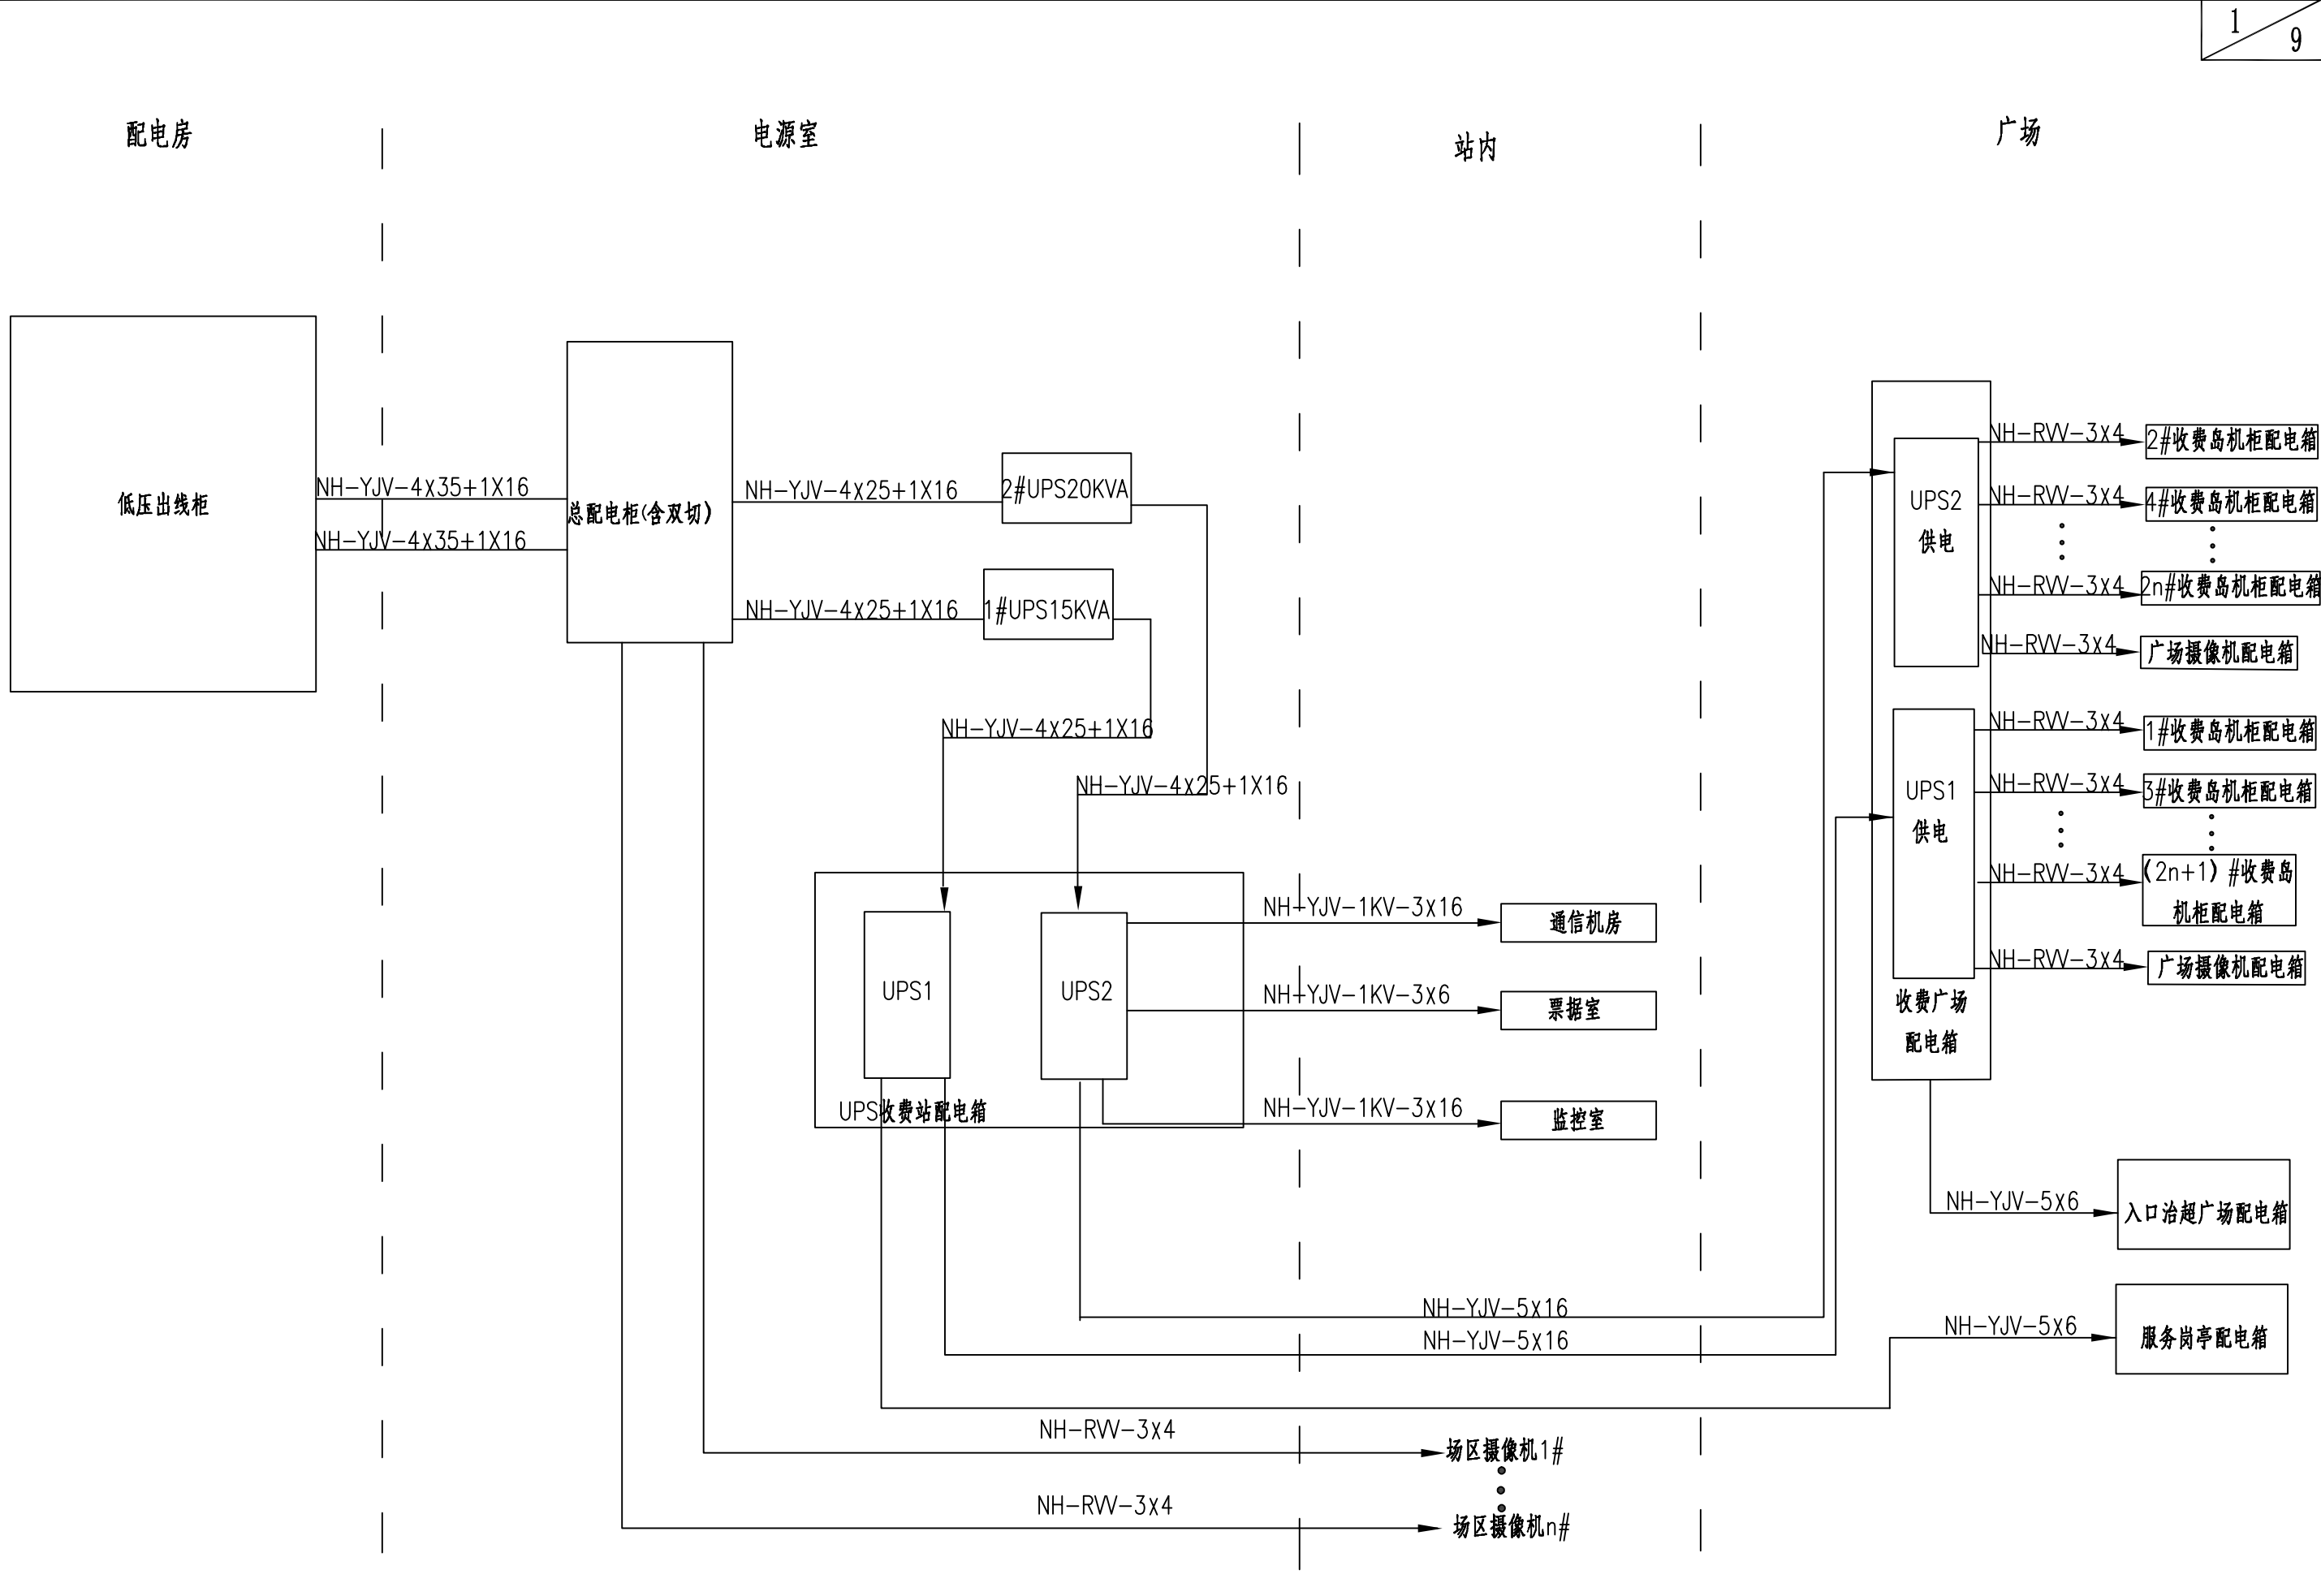 1
9
配电房
电源室
站内
广场
低压出线柜
NH-YJV-4x35+1X16
NH-YJV-4x35+1X16
总配电柜(含双切)
NH-YJV-4x25+1X16
2#UPS20KVA
NH-YJV-4x25+1X16
1#UPS15KVA
NH-YJV-4x25+1X16
NH-YJV-4x25+1X16
UPS1
UPS2
UPS收费站配电箱
NH-YJV-1KV-3x16
通信机房
NH-YJV-1KV-3x6
票据室
NH-YJV-1KV-3x16
监控室
NH-YJV-5x16
NH-YJV-5x16
NH-RVV-3x4
场区摄像机1#
NH-RVV-3x4
场区摄像机n#
UPS2
供电
NH-RVV-3x4
2#收费岛机柜配电箱
NH-RVV-3x4
4#收费岛机柜配电箱
NH-RVV-3x4
2n#收费岛机柜配电箱
NH-RVV-3x4
广场摄像机配电箱
UPS1
供电
NH-RVV-3x4
1#收费岛机柜配电箱
NH-RVV-3x4
3#收费岛机柜配电箱
NH-RVV-3x4
(2n+1)#收费岛
机柜配电箱
NH-RVV-3x4
广场摄像机配电箱
收费广场
配电箱
NH-YJV-5x6
入口治超广场配电箱
NH-YJV-5x6
服务岗亭配电箱